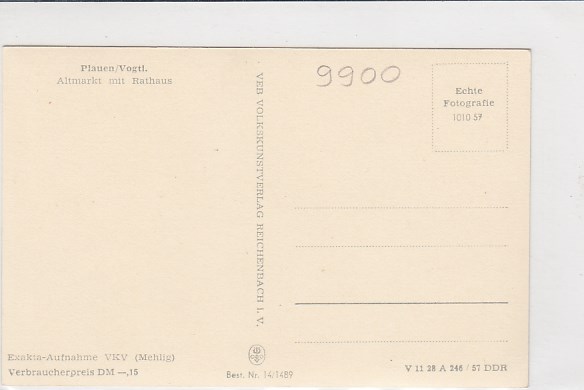 Plauen/Vogtl.
Altmarkt mit Rathaus
9900
Echte
Fotografie
1010 57
VEB VOLKSKUNSTVERLAG REICHENBACH I. V.
Exakta-Aufnahme VKV (Mehlig)
Verbraucherpreis DM —,15
Best. Nr. 14/1489
V 11 28 A 246 / 57 DDR